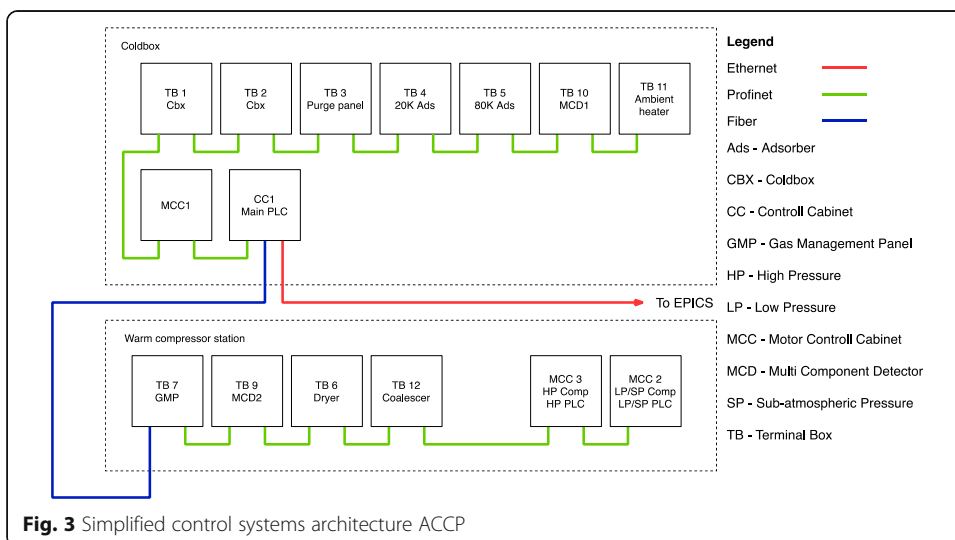 Coldbox
TB 1
Cbx
TB 2
Cbx
TB 3
Purge panel
TB 4
20K Ads
TB 5
80K Ads
TB 10
MCD1
TB 11
Ambient
heater
MCC1
CC1
Main PLC
To EPICS
Warm compressor station
TB 7
GMP
TB 9
MCD2
TB 6
Dryer
TB 12
Coalescer
MCC 3
HP Comp
HP PLC
MCC 2
LP/SP Comp
LP/SP PLC
Legend
Ethernet
Profinet
Fiber
Ads - Adsorber
CBX - Coldbox
CC - Controll Cabinet
GMP - Gas Management Panel
HP - High Pressure
LP - Low Pressure
MCC - Motor Controll Cabinet
MCD - Multi Component Detector
SP - Sub-atmospheric Pressure
TB - Terminal Box
Fig. 3 Simplified control systems architecture ACCP